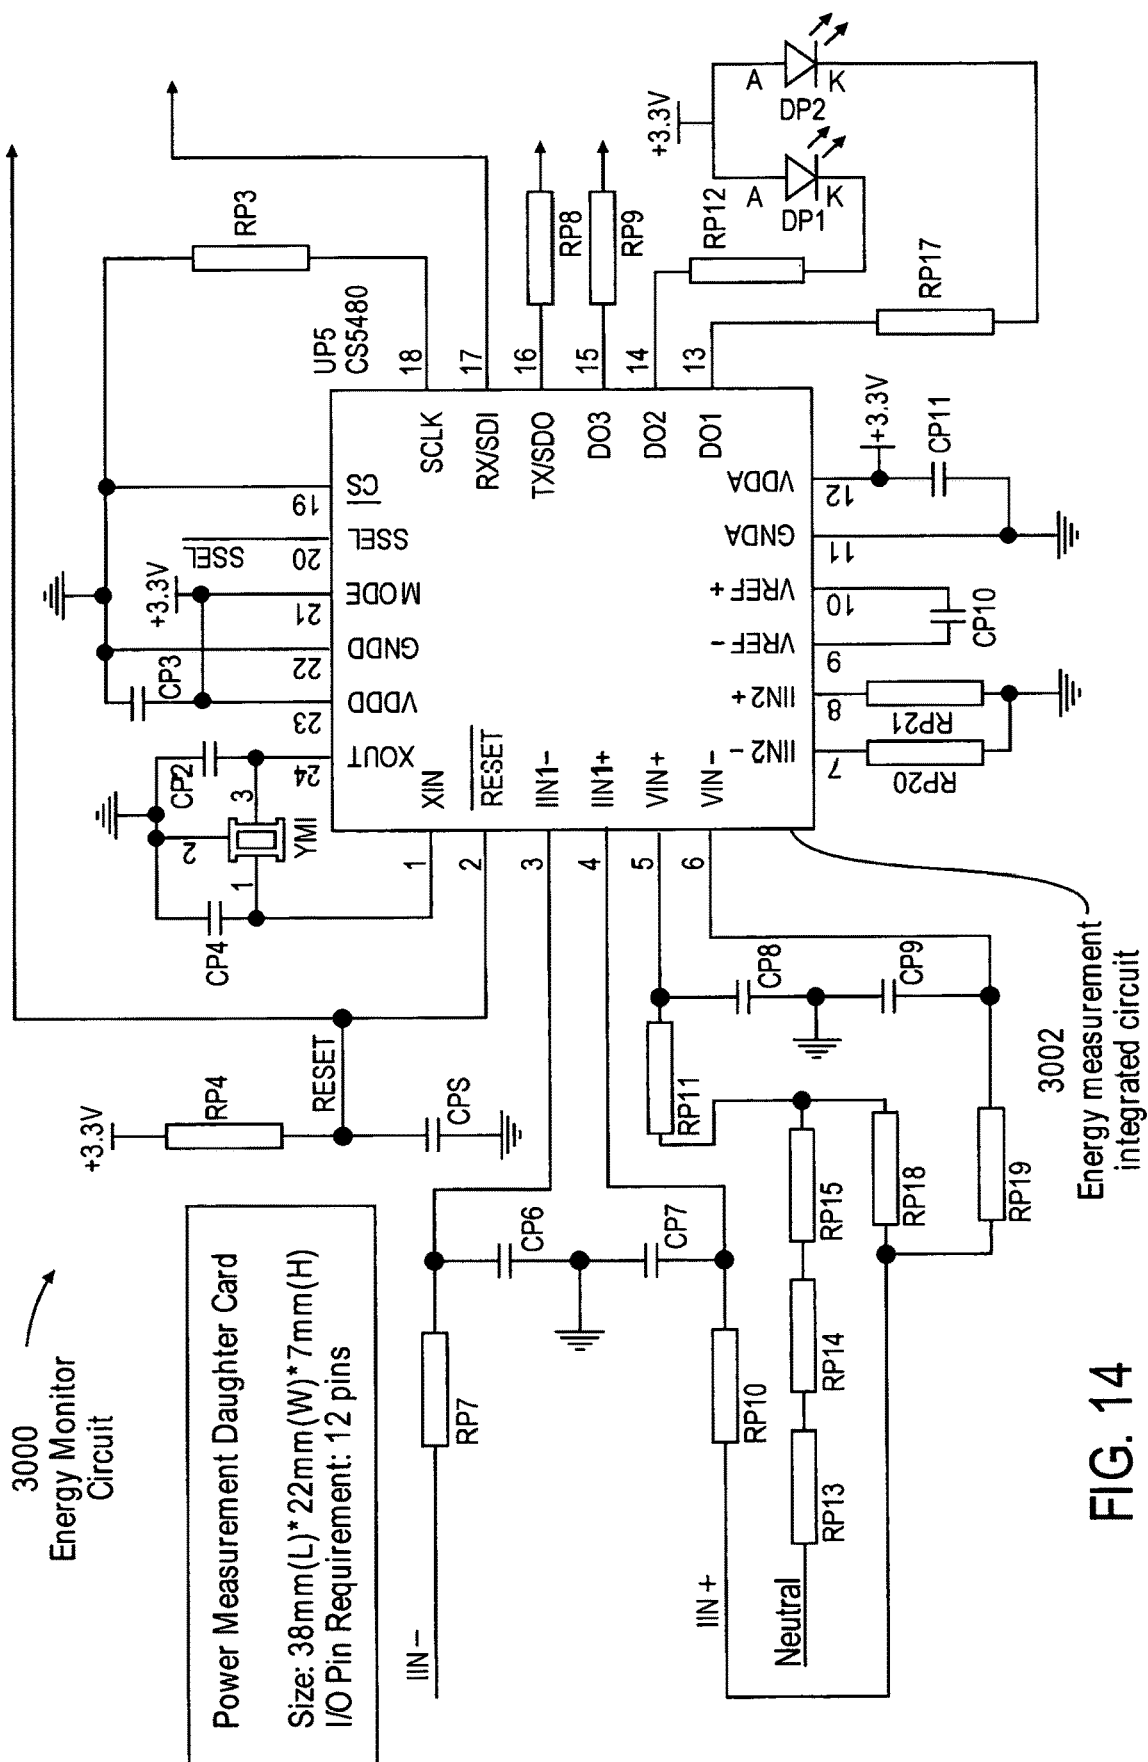 3000
Energy Monitor
Circuit
Power Measurement Daughter Card
Size: 38mm(L)*22mm(W)*7mm(H)
I/O Pin Requirement: 12 pins
+3.3V
RP4
RESET
CPS
IIN-
RP7
CP6
CP7
IIN+
RP10
Neutral
RP13
RP14
RP15
RP11
RP18
RP19
CP8
CP9
CP4
CP2
1
2
3
YMI
CP3
+3.3V
SSEL
RP3
UP5
CS5480
24
23
22
21
20
19
XOUT
VDDD
GNDD
MODE
SSEL
CS
1
2
3
4
5
6
XIN
RESET
IIN1-
IIN1+
VIN+
VIN-
SCLK
RX/SDI
TX/SDO
DO3
DO2
DO1
18
17
16
15
14
13
IIN2-
IIN2+
VREF-
VREF+
GNDA
VDDA
7
8
9
10
11
12
RP20
RP21
CP10
CP11
+3.3V
RP8
RP9
RP12
RP17
+3.3V
A
K
DP1
A
K
DP2
3002
Energy measurement
integrated circuit
FIG. 14